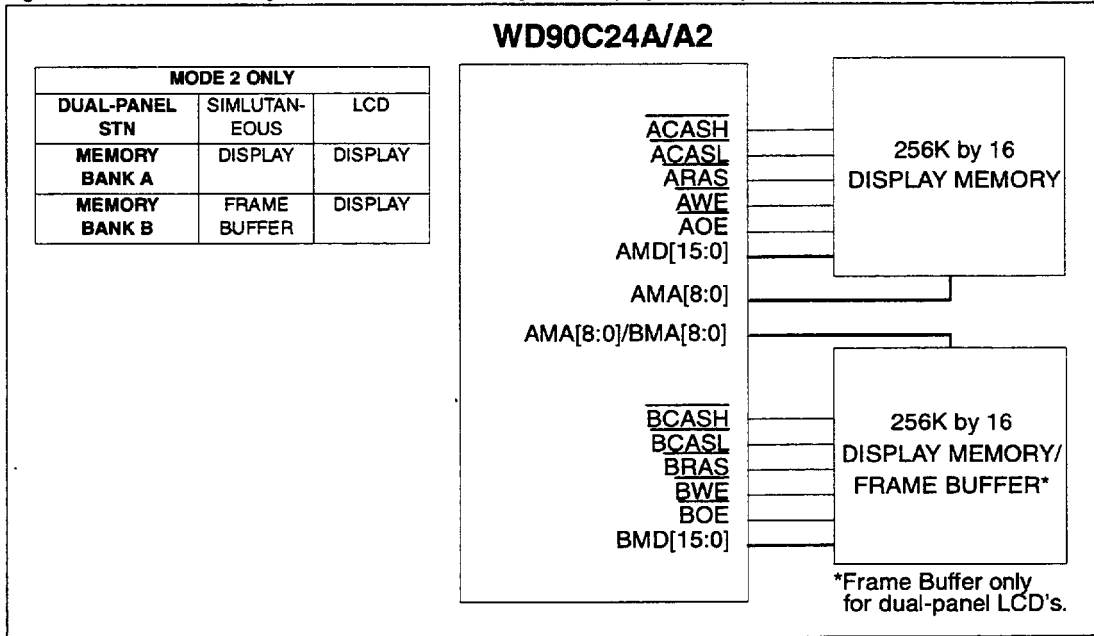 WD90C24A/A2
MODE 2 ONLY
DUAL-PANEL STN SIMLUTAN-EOUS LCD
MEMORY BANK A DISPLAY DISPLAY
MEMORY BANK B FRAME BUFFER DISPLAY
ACASH
ACASL
ARAS
AWE
AOE
AMD[15:0]
AMA[8:0]
AMA[8:0]/BMA[8:0]
BCASH
BCASL
BRAS
BWE
BOE
BMD[15:0]
256K by 16
DISPLAY MEMORY
256K by 16
DISPLAY MEMORY/
FRAME BUFFER*
*Frame Buffer only
for dual-panel LCD's.